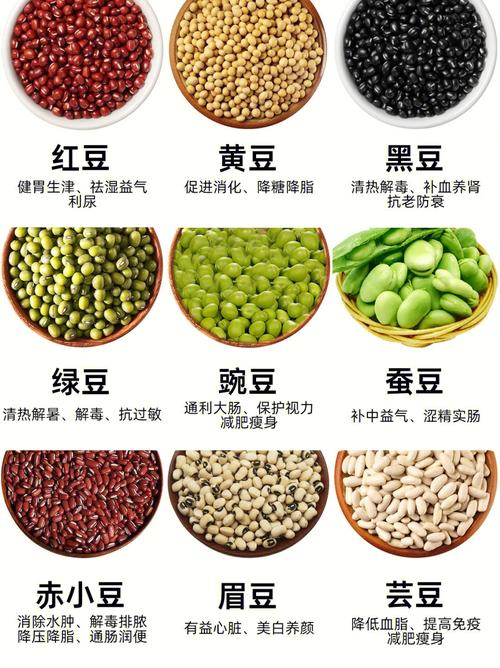 红豆
健胃生津、祛湿益气
利尿
黄豆
促进消化、降糖降脂
黑豆
清热解毒、补血养肾
抗老防衰
绿豆
清热解暑、解毒、抗过敏
豌豆
通利大肠、保护视力
减肥瘦身
蚕豆
补中益气、涩精实肠
赤小豆
消除水肿、解毒排脓
降压降脂、通肠润便
眉豆
有益心脏、美白养颜
芸豆
降低血脂、提高免疫
减肥瘦身